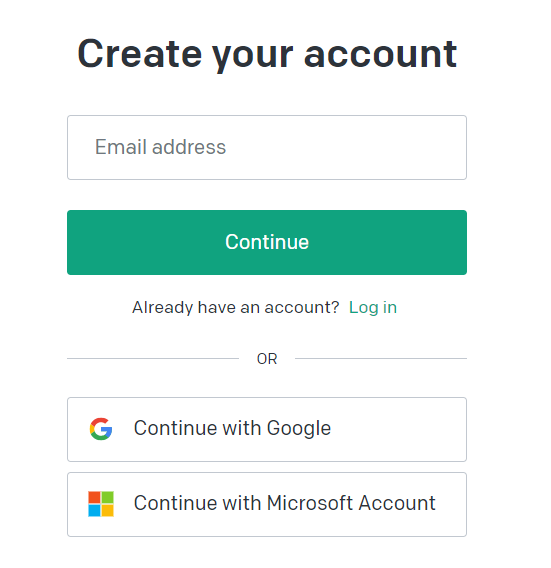 Create your account
Email address
Continue
Already have an account? Log in
OR
Continue with Google
Continue with Microsoft Account